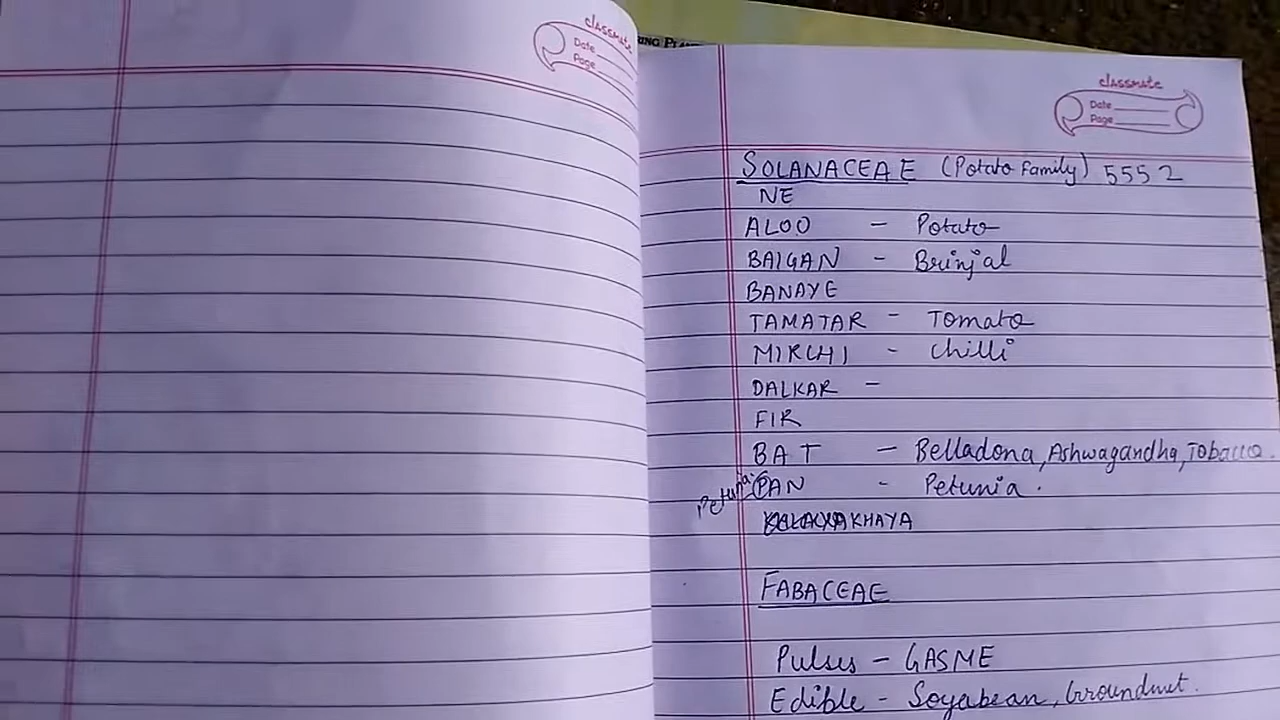 classmate
Date
Page
classmate
Date
Page
SOLANACEAE (Potato Family) 5552
NE
ALOO - Potato
BAIGAN - Brinjal
BANAYE
TAMATAR - Tomato
MIRCHI - Chilli
DALKAR -
FIR
BAT - Belladona, Ashwagandha, Tobacco.
Petunia PAN - Petunia.
KHAYA
FABACEAE
Pulses - GASME
Edible - Soyabean, Groundnut.